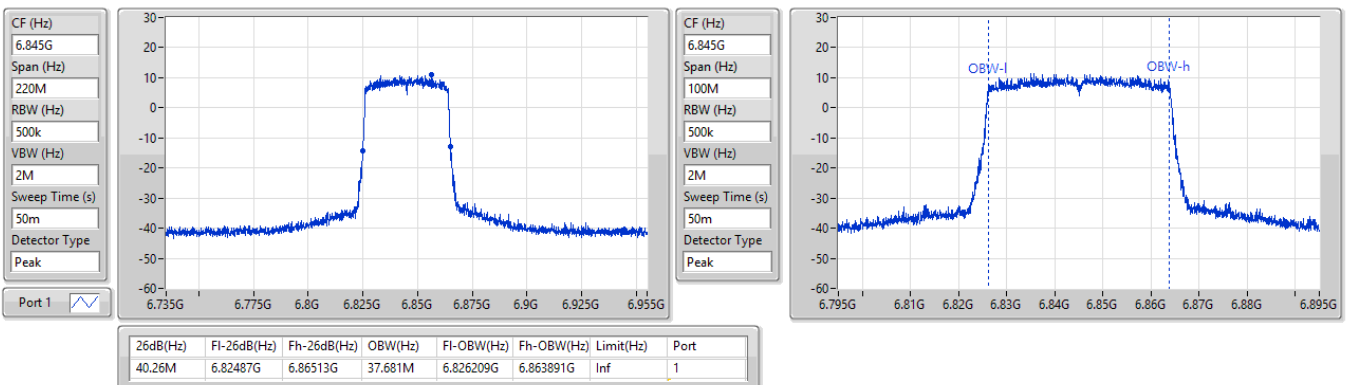 CF (Hz)
6.845G
Span (Hz)
220M
RBW (Hz)
500k
VBW (Hz)
2M
Sweep Time (s)
50m
Detector Type
Peak
Port 1
30
20
10
0
-10
-20
-30
-40
-50
-60
6.735G 6.775G 6.8G 6.825G 6.85G 6.875G 6.9G 6.925G 6.955G
CF (Hz)
6.845G
Span (Hz)
100M
RBW (Hz)
500k
VBW (Hz)
2M
Sweep Time (s)
50m
Detector Type
Peak
30
20
10
0
-10
-20
-30
-40
-50
-60
OBW-l OBW-h
6.795G 6.81G 6.82G 6.83G 6.84G 6.85G 6.86G 6.87G 6.88G 6.895G
26dB(Hz) Fl-26dB(Hz) Fh-26dB(Hz) OBW(Hz) Fl-OBW(Hz) Fh-OBW(Hz) Limit(Hz) Port
40.26M 6.82487G 6.86513G 37.681M 6.826209G 6.863891G Inf 1